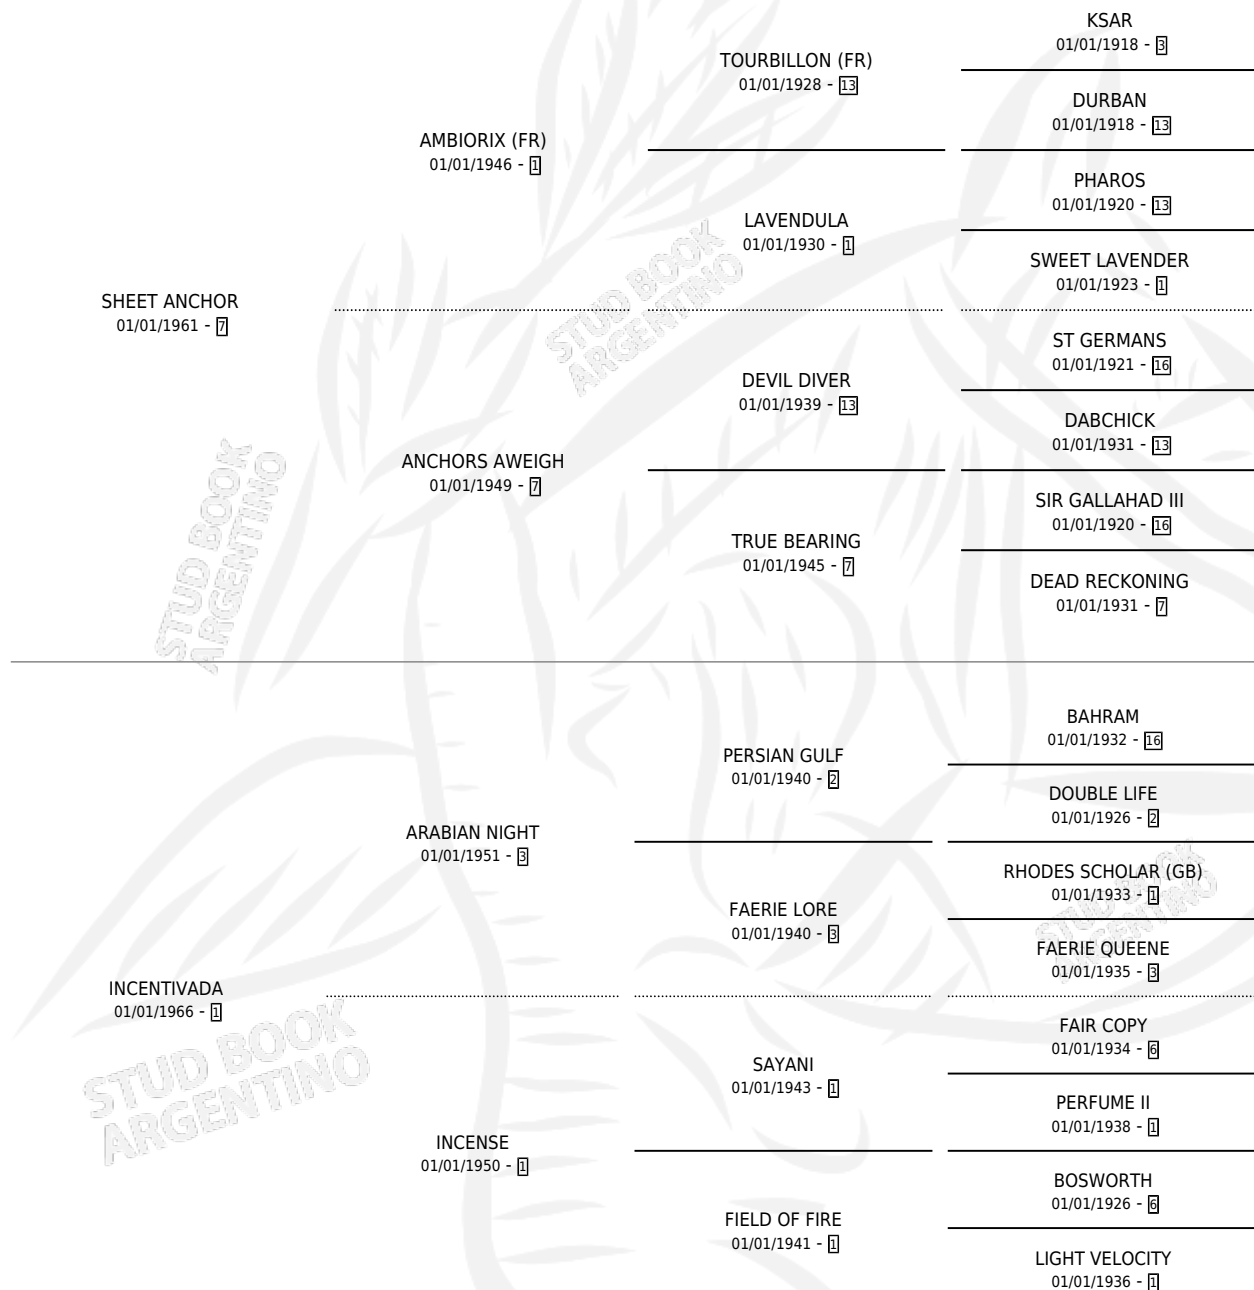 KSAR
01/01/1918 - 3
TOURBILLON (FR)
01/01/1928 - 13
DURBAN
01/01/1918 - 13
AMBIORIX (FR)
01/01/1946 - 1
PHAROS
01/01/1920 - 13
LAVENDULA
01/01/1930 - 1
SWEET LAVENDER
01/01/1923 - 1
SHEET ANCHOR
01/01/1961 - 7
ST GERMANS
01/01/1921 - 16
DEVIL DIVER
01/01/1939 - 13
DABCHICK
01/01/1931 - 13
ANCHORS AWEIGH
01/01/1949 - 7
SIR GALLAHAD III
01/01/1920 - 16
TRUE BEARING
01/01/1945 - 7
DEAD RECKONING
01/01/1931 - 7
BAHRAM
01/01/1932 - 16
PERSIAN GULF
01/01/1940 - 2
DOUBLE LIFE
01/01/1926 - 2
ARABIAN NIGHT
01/01/1951 - 3
RHODES SCHOLAR (GB)
01/01/1933 - 1
FAERIE LORE
01/01/1940 - 3
FAERIE QUEENE
01/01/1935 - 3
INCENTIVADA
01/01/1966 - 1
FAIR COPY
01/01/1934 - 6
SAYANI
01/01/1943 - 1
PERFUME II
01/01/1938 - 1
INCENSE
01/01/1950 - 1
BOSWORTH
01/01/1926 - 6
FIELD OF FIRE
01/01/1941 - 1
LIGHT VELOCITY
01/01/1936 - 1
STUD BOOK
ARGENTINO
STUD BOOK
ARGENTINO
STUD BOOK
ARGENTINO
STUD BOOK
ARGENTINO